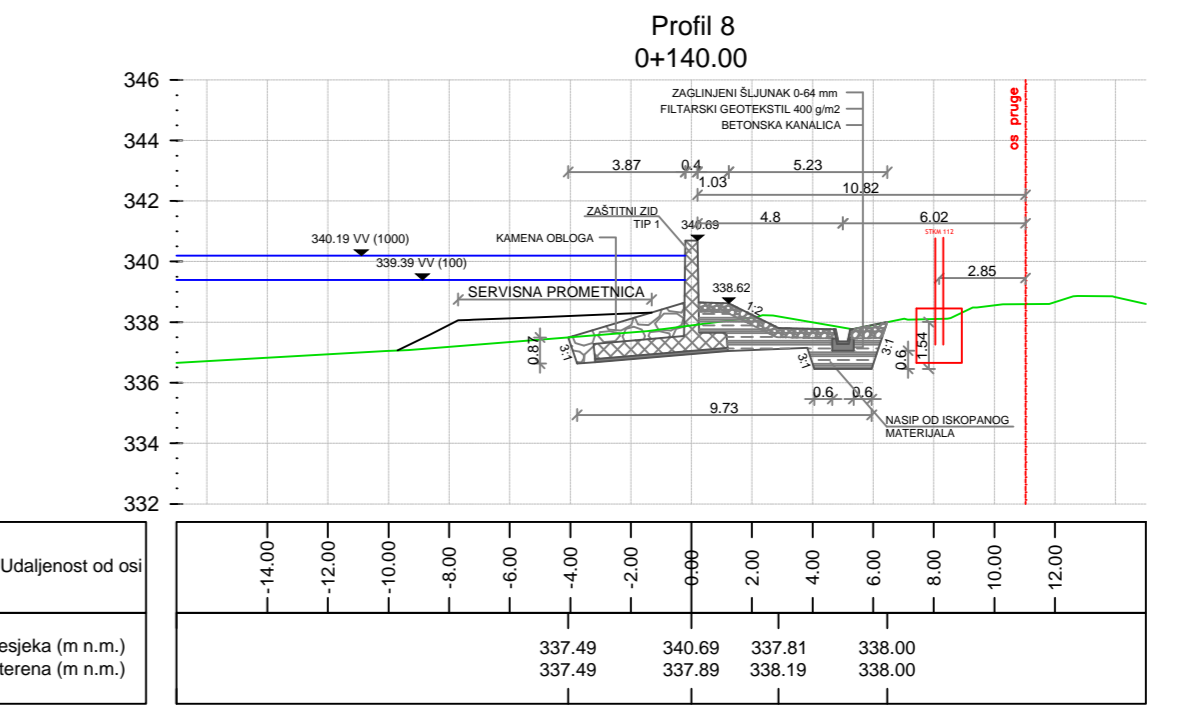 Profil 8
0+140.00
346
344
342
340
338
336
334
332
ZAGLINJENI ŠLJUNAK 0-64 mm
FILTARSKI GEOTEKSTIL 400 g/m2
BETONSKA KANALICA
os pruge
3.87
0.4
5.23
1.03
10.82
ZAŠTITNI ZID
TIP 1
340.69
4.8
6.02
STKM 112
KAMENA OBLOGA
340.19 VV (1000)
339.39 VV (100)
2.85
SERVISNA PROMETNICA
338.62
1:2
0.87
3:1
3:1
3:1
0.6
1.54
0.6
0.6
9.73
NASIP OD ISKOPANOG
MATERIJALA
Udaljenost od osi
-14.00
-12.00
-10.00
-8.00
-6.00
-4.00
-2.00
0.00
2.00
4.00
6.00
8.00
10.00
12.00
esjeka (m n.m.)
337.49 340.69 337.81 338.00
terena (m n.m.)
337.49 337.89 338.19 338.00